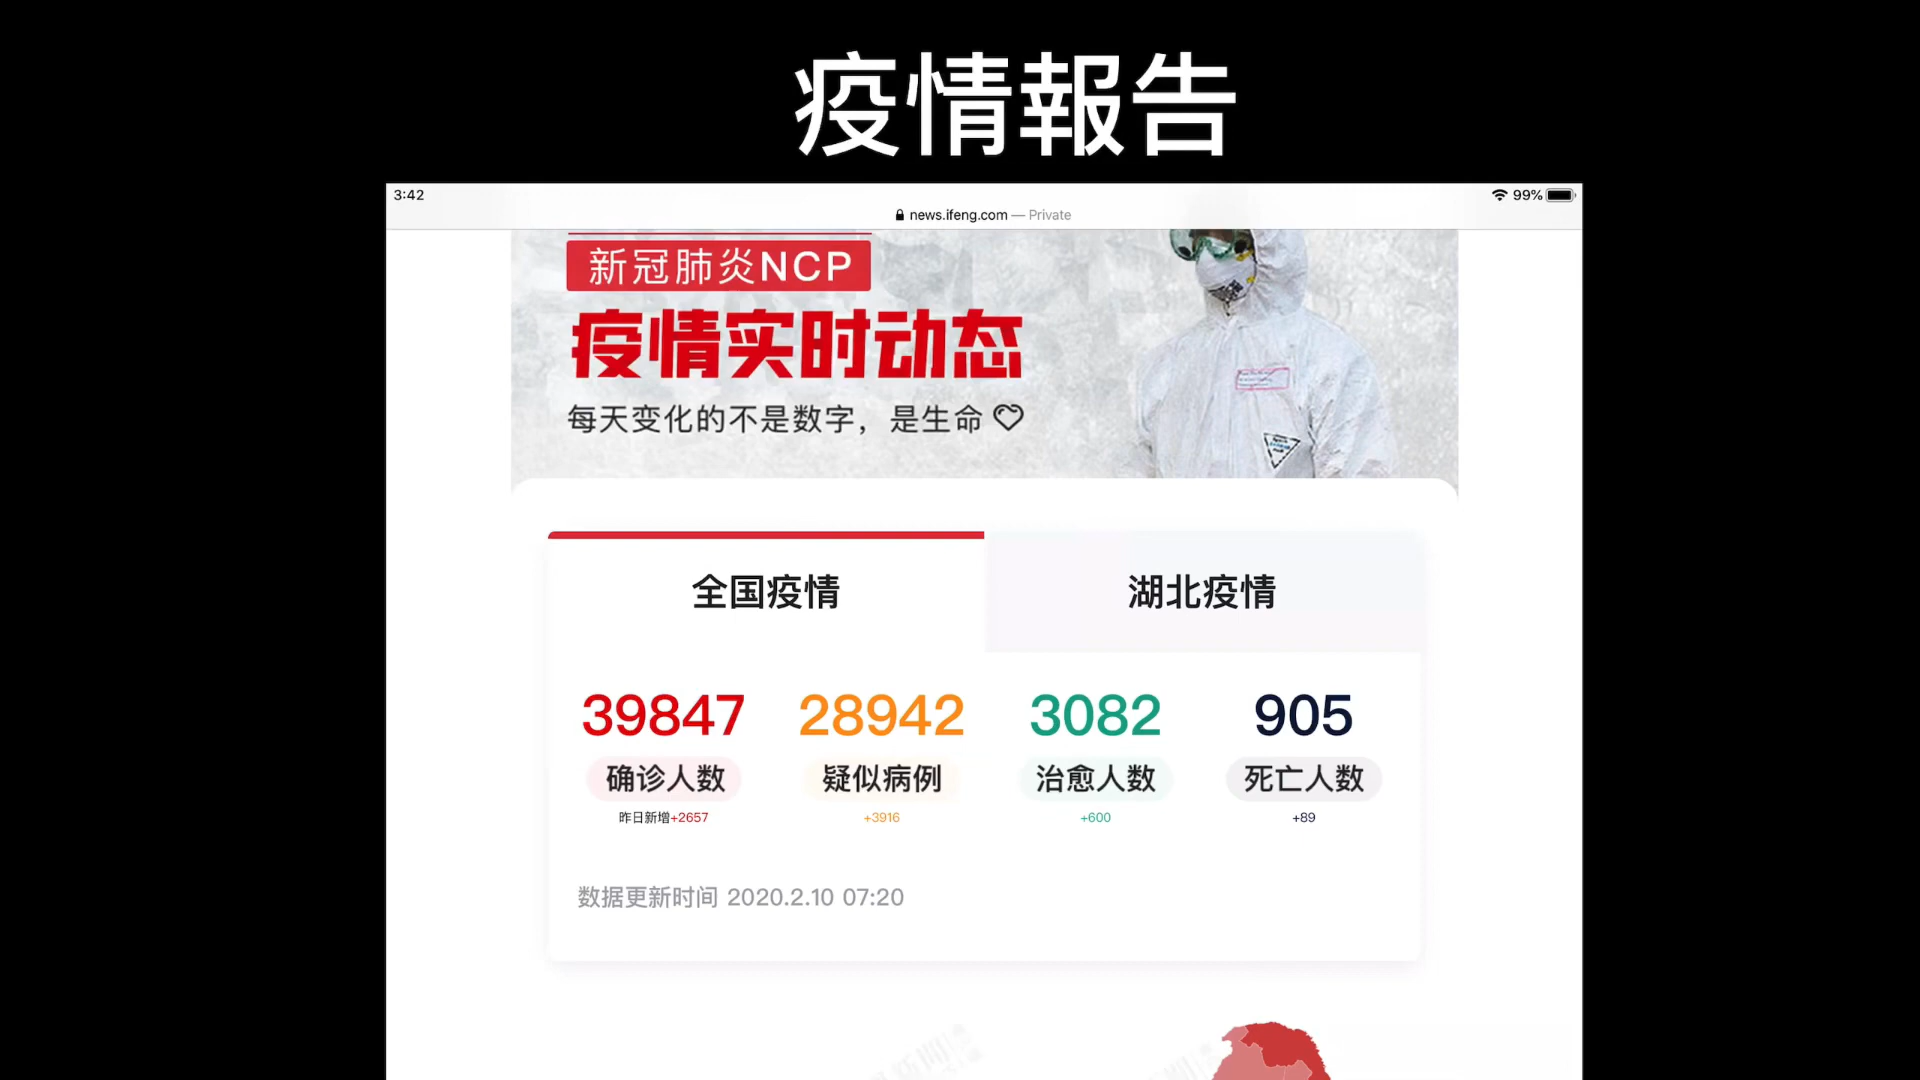 疫情報告
3:42
99%
news.ifeng.com — Private
新冠肺炎NCP
疫情实时动态
每天变化的不是数字，是生命
全国疫情
湖北疫情
39847
28942
3082
905
确诊人数
疑似病例
治愈人数
死亡人数
昨日新增+2657
+3916
+600
+89
数据更新时间 2020.2.10 07:20